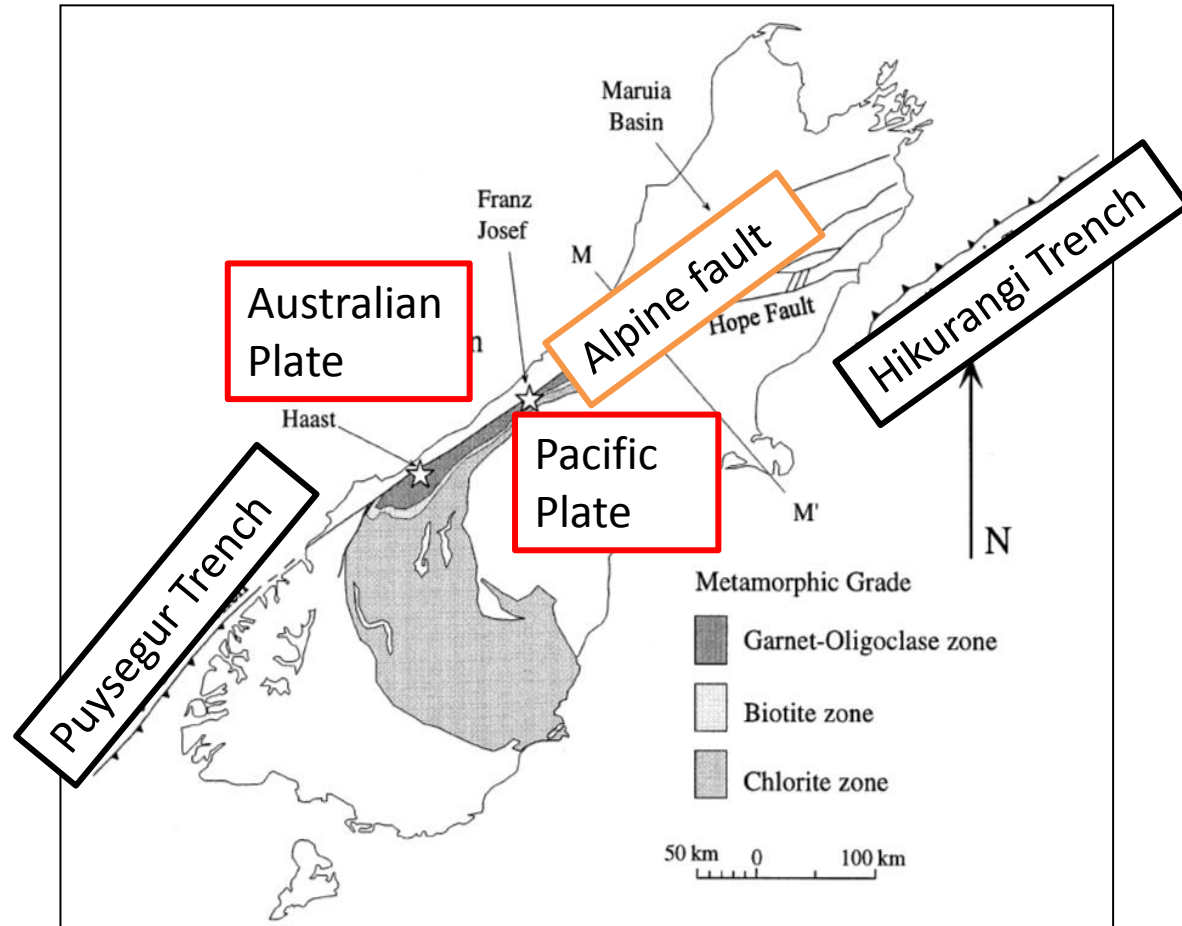 Maruia
Basin
Franz
Josef
M
Australian
Plate
n
Alpine fault
Hope Fault
Hikurangi Trench
Haast
Pacific
Plate
M'
Puysegur Trench
N
Metamorphic Grade
Garnet-Oligoclase zone
Biotite zone
Chlorite zone
50 km 0 100 km